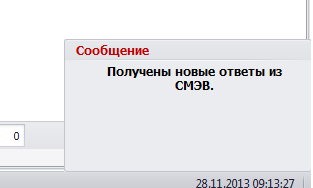 Сообщение
Получены новые ответы из
СМЭВ.
0
28.11.2013 09:13:27